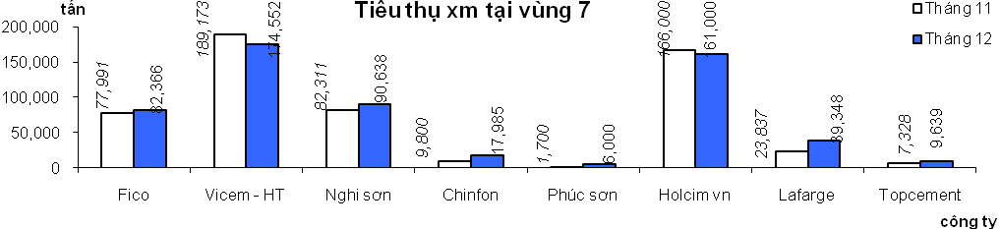 Tiêu thụ xm tại vùng 7
tấn
Tháng 11
Tháng 12
200,000
150,000
100,000
50,000
0
77,991
82,366
189,173
174,552
82,311
90,638
9,800
17,985
1,700
6,000
166,000
161,000
23,837
39,348
7,328
9,639
Fico
Vicem - HT
Nghi sơn
Chinfon
Phúc sơn
Holcim vn
Lafarge
Topcement
công ty